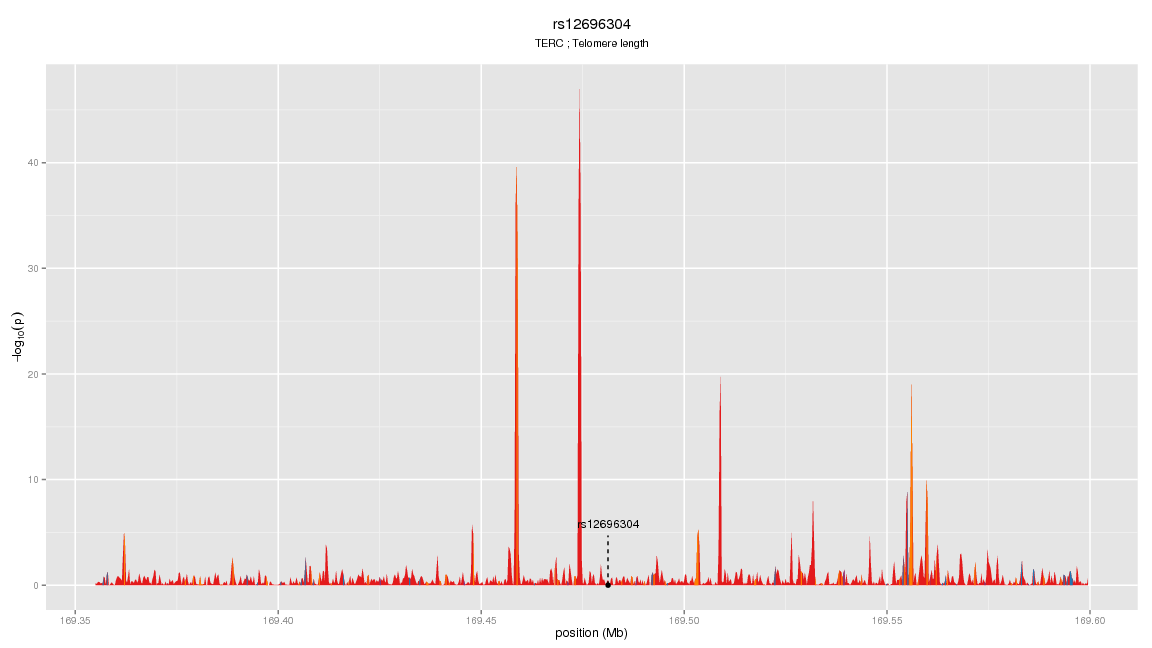 rs12696304
TERC ; Telomere length
−log10(p)
40
30
20
10
0
rs12696304
169.35 169.40 169.45 169.50 169.55 169.60
position (Mb)